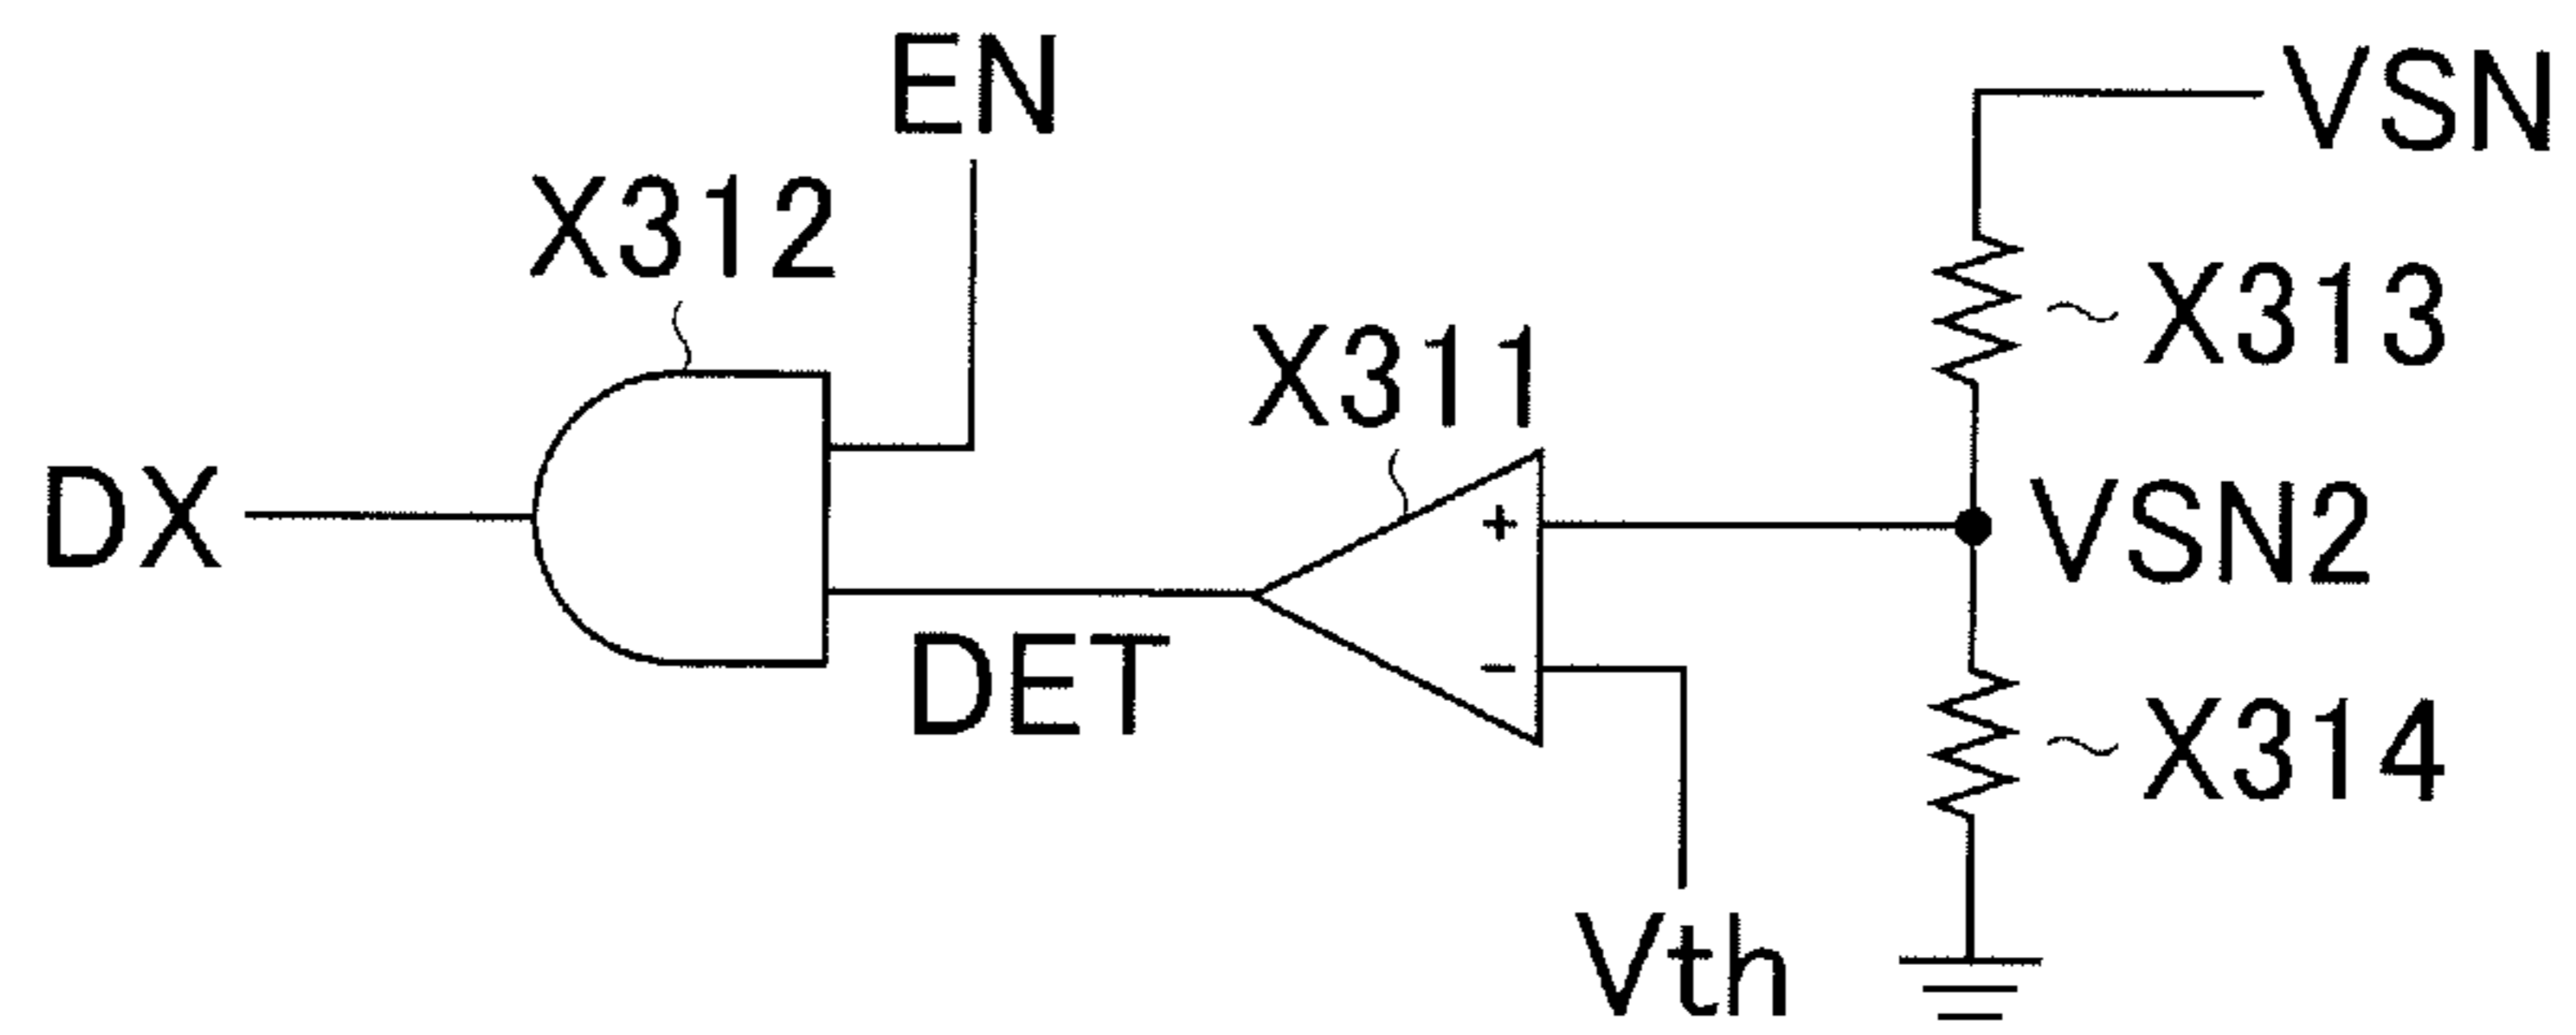 EN
VSN
X312
X313
X311
DX
VSN2
+
DET
−
X314
Vth